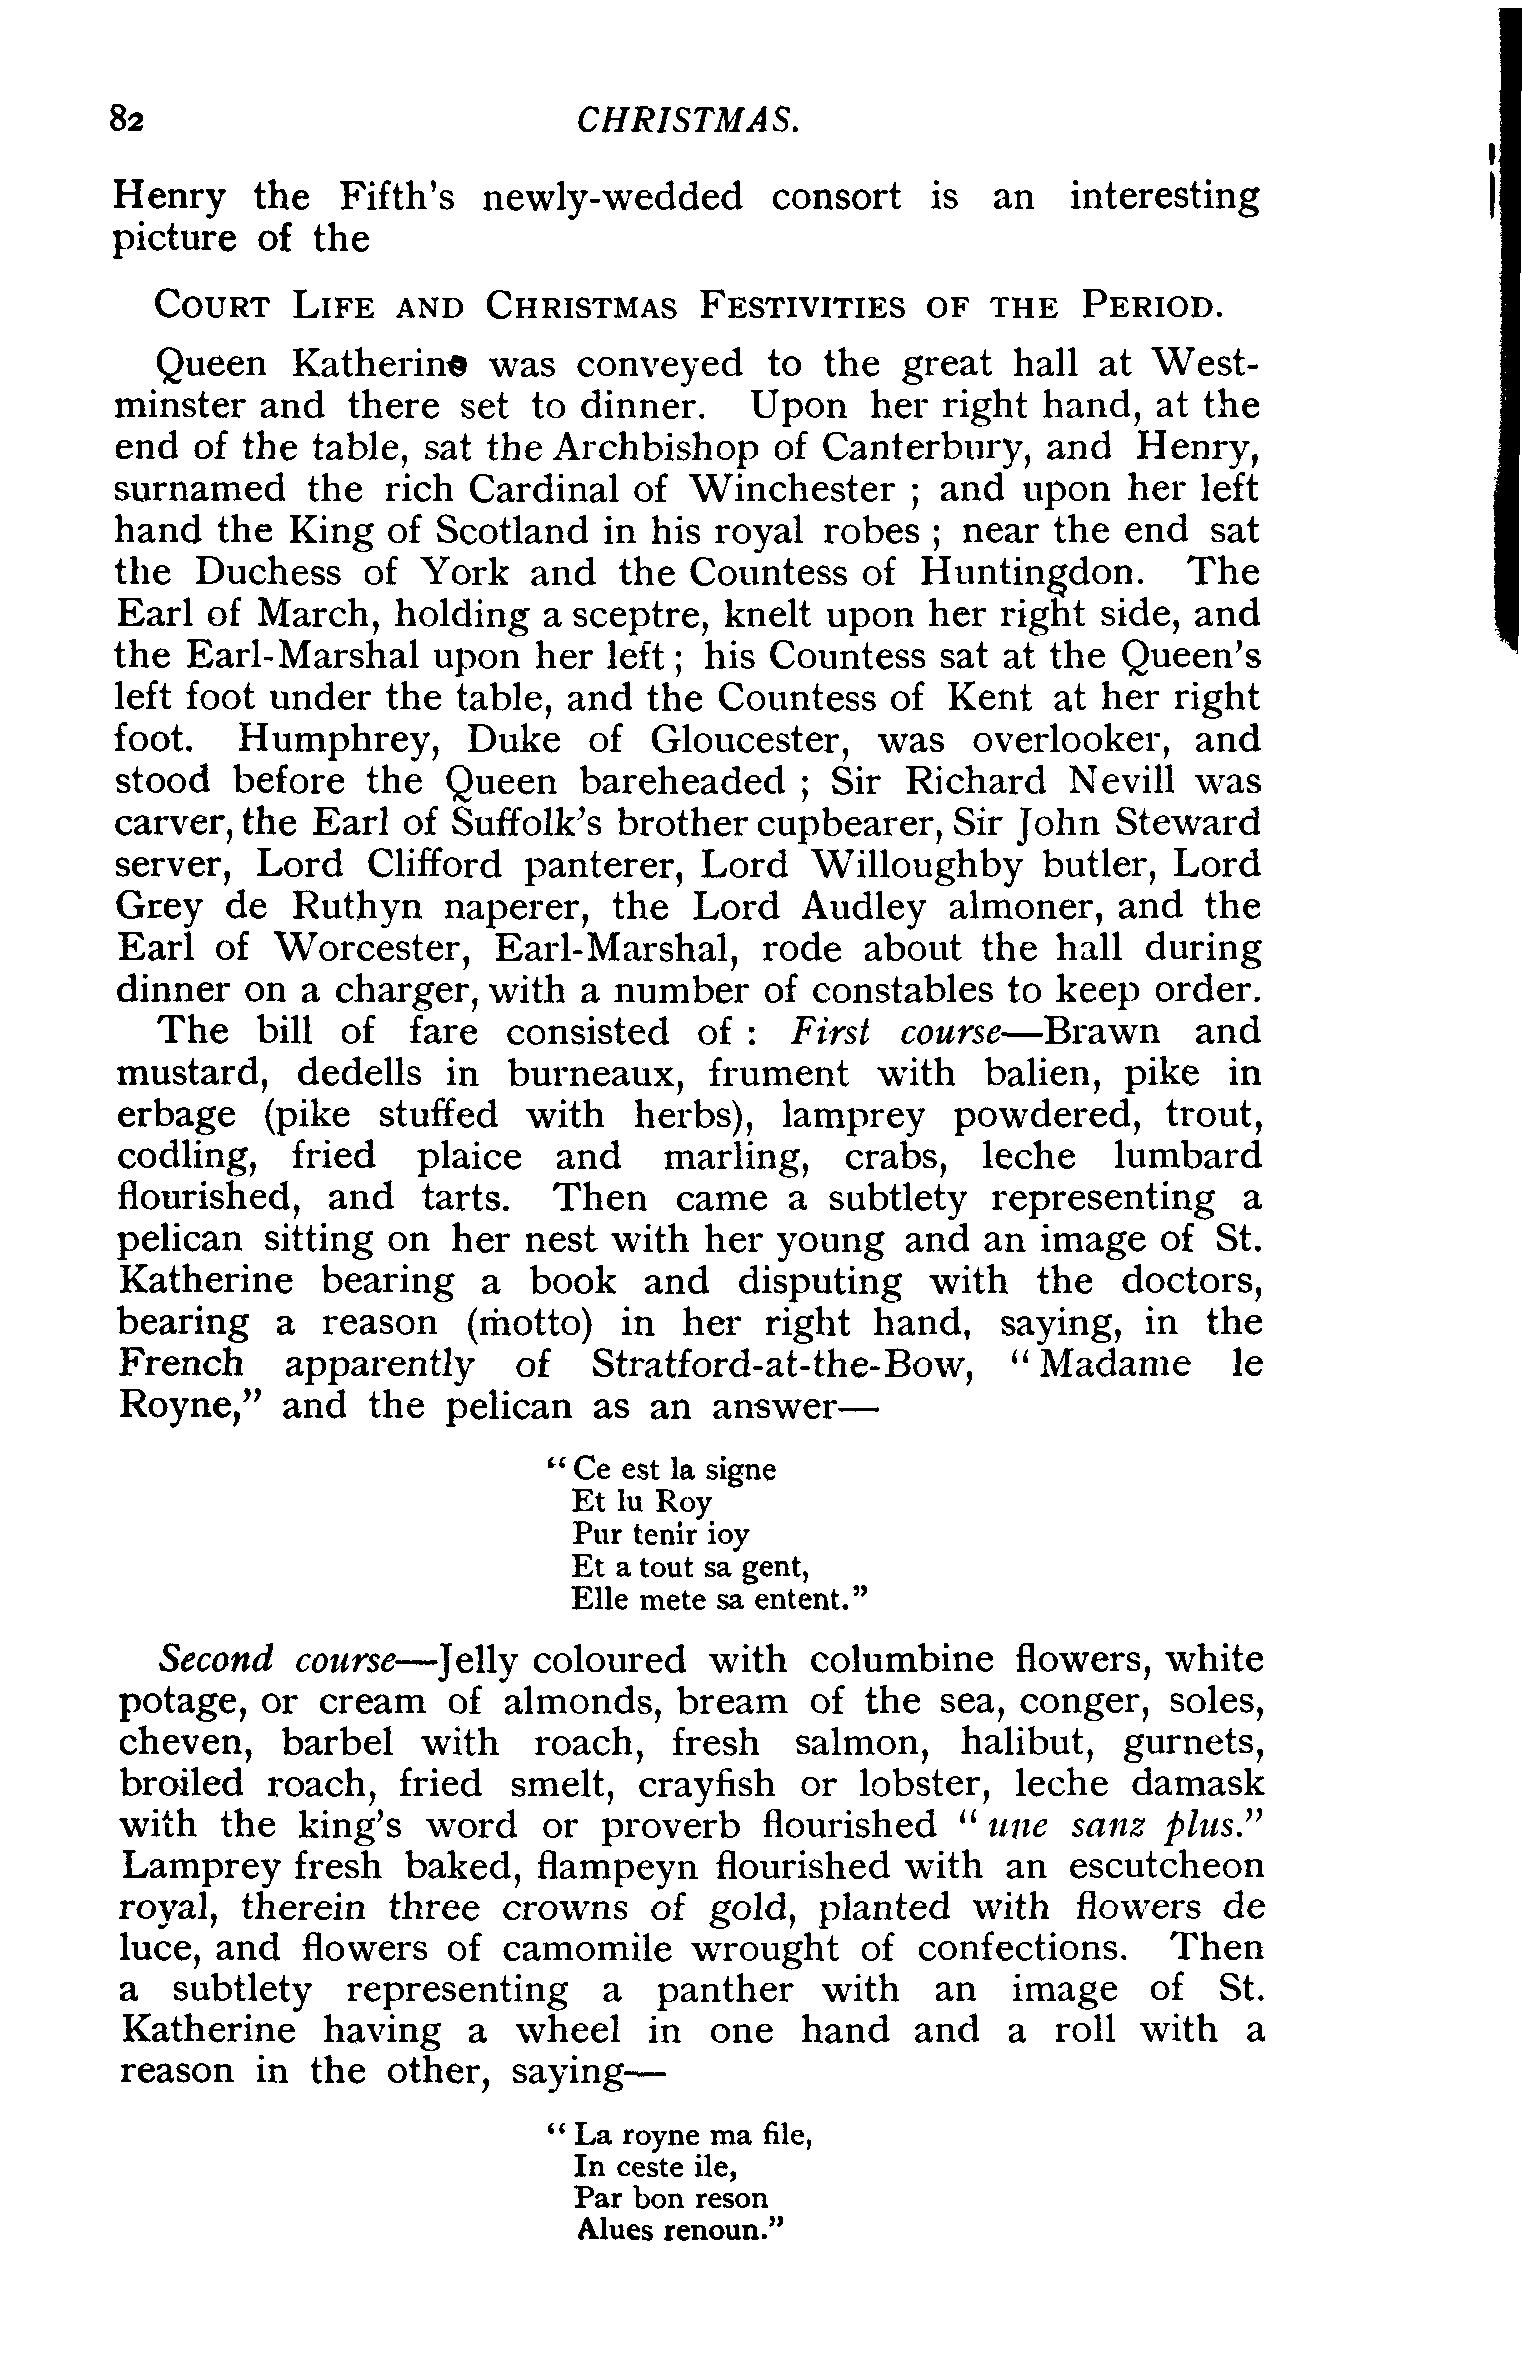 82 CHRISTMAS.
Henry the Fifth's newly-wedded consort is an interesting
picture of the
COURT LIFE AND CHRISTMAS FESTIVITIES OF THE PERIOD.
Queen Katherine was conveyed to the great hall at West-
minster and there set to dinner. Upon her right hand, at the
end of the table, sat the Archbishop of Canterbury, and Henry,
surnamed the rich Cardinal of Winchester ; and upon her left
hand the King of Scotland in his royal robes ; near the end sat
the Duchess of York and the Countess of Huntingdon. The
Earl of March, holding a sceptre, knelt upon her right side, and
the Earl-Marshal upon her left ; his Countess sat at the Queen's
left foot under the table, and the Countess of Kent at her right
foot. Humphrey, Duke of Gloucester, was overlooker, and
stood before the Queen bareheaded ; Sir Richard Nevill was
carver, the Earl of Suffolk's brother cupbearer, Sir John Steward
server, Lord Clifford panterer, Lord Willoughby butler, Lord
Grey de Ruthyn naperer, the Lord Audley almoner, and the
Earl of Worcester, Earl-Marshal, rode about the hall during
dinner on a charger, with a number of constables to keep order.
The bill of fare consisted of : First course—Brawn and
mustard, dedells in burneaux, frument with balien, pike in
erbage (pike stuffed with herbs), lamprey powdered, trout,
codling, fried plaice and marling, crabs, leche lumbard
flourished, and tarts. Then came a subtlety representing a
pelican sitting on her nest with her young and an image of St.
Katherine bearing a book and disputing with the doctors,
bearing a reason (motto) in her right hand, saying, in the
French apparently of Stratford-at-the-Bow, “Madame le
Royne,” and the pelican as an answer—
“Ce est la signe
Et lu Roy
Pur tenir ioy
Et a tout sa gent,
Elle mete sa entent.”
Second course—Jelly coloured with columbine flowers, white
potage, or cream of almonds, bream of the sea, conger, soles,
cheven, barbel with roach, fresh salmon, halibut, gurnets,
broiled roach, fried smelt, crayfish or lobster, leche damask
with the king's word or proverb flourished “une sanz plus.”
Lamprey fresh baked, flampeyn flourished with an escutcheon
royal, therein three crowns of gold, planted with flowers de
luce, and flowers of camomile wrought of confections. Then
a subtlety representing a panther with an image of St.
Katherine having a wheel in one hand and a roll with a
reason in the other, saying—
“La royne ma file,
In ceste ile,
Par bon reson
Alues renoun.”